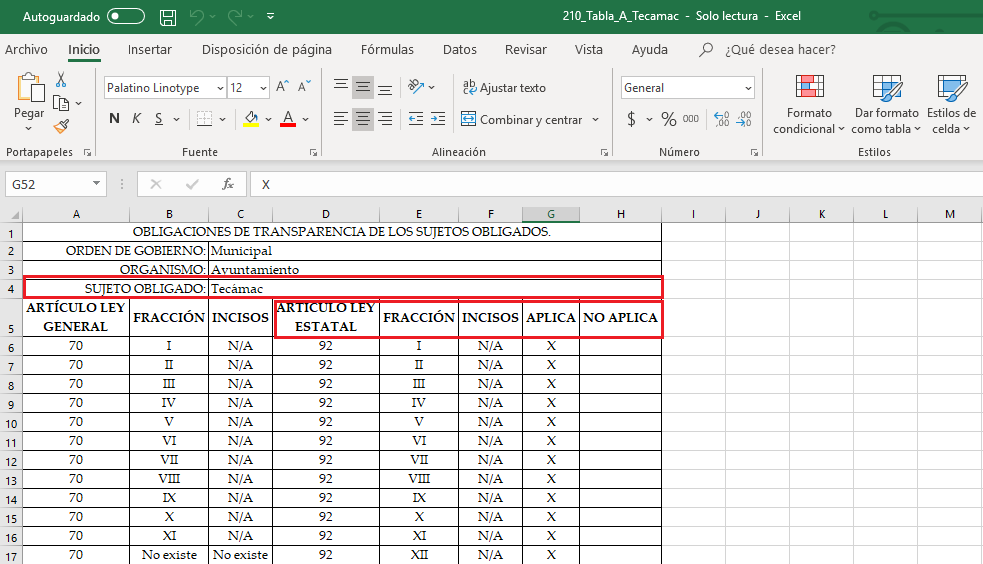 Autoguardado
210_Tabla_A_Tecamac - Solo lectura - Excel
Archivo Inicio Insertar Disposición de página Fórmulas Datos Revisar Vista Ayuda ¿Qué desea hacer?
Pegar
Palatino Linotype 12 A A
N K S A
ab Ajustar texto
Combinar y centrar
General
$ % 000
Formato condicional
Dar formato como tabla
Estilos de celda
Portapapeles Fuente Alineación Número Estilos
G52 fx X
A B C D E F G H I J K L M
1 OBLIGACIONES DE TRANSPARENCIA DE LOS SUJETOS OBLIGADOS.
2 ORDEN DE GOBIERNO: Municipal
3 ORGANISMO: Ayuntamiento
4 SUJETO OBLIGADO: Tecámac
5 ARTÍCULO LEY GENERAL FRACCIÓN INCISOS ARTÍCULO LEY ESTATAL FRACCIÓN INCISOS APLICA NO APLICA
6 70 I N/A 92 I N/A X
7 70 II N/A 92 II N/A X
8 70 III N/A 92 III N/A X
9 70 IV N/A 92 IV N/A X
10 70 V N/A 92 V N/A X
11 70 VI N/A 92 VI N/A X
12 70 VII N/A 92 VII N/A X
13 70 VIII N/A 92 VIII N/A X
14 70 IX N/A 92 IX N/A X
15 70 X N/A 92 X N/A X
16 70 XI N/A 92 XI N/A X
17 70 No existe No existe 92 XII N/A X